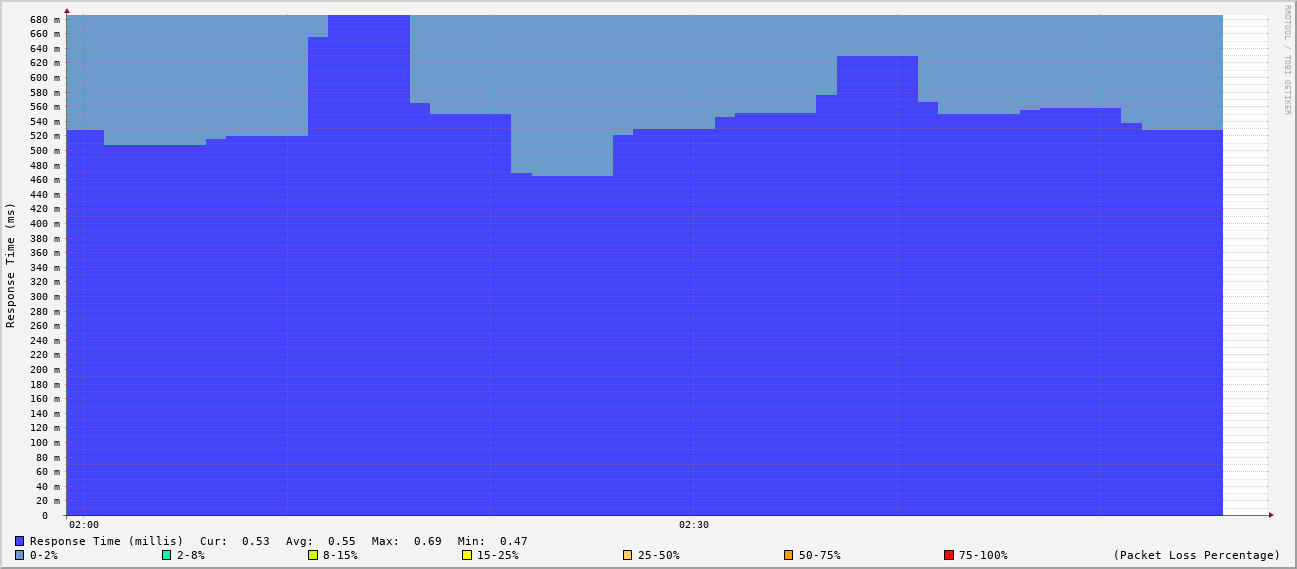 RRDTOOL / TOBI OETIKER
Response Time (ms)
680 m
660 m
640 m
620 m
600 m
580 m
560 m
540 m
520 m
500 m
480 m
460 m
440 m
420 m
400 m
380 m
360 m
340 m
320 m
300 m
280 m
260 m
240 m
220 m
200 m
180 m
160 m
140 m
120 m
100 m
80 m
60 m
40 m
20 m
0
02:00 02:30
Response Time (millis) Cur: 0.53 Avg: 0.55 Max: 0.69 Min: 0.47
0-2% 2-8% 8-15% 15-25% 25-50% 50-75% 75-100% (Packet Loss Percentage)